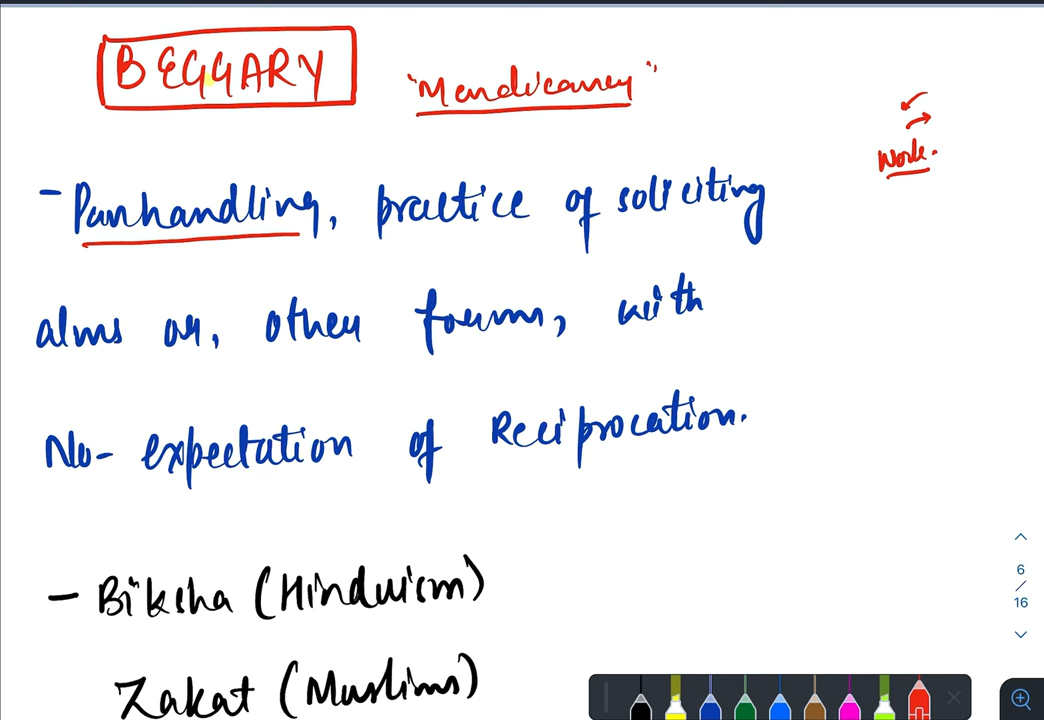 BEGGARY "Mendicancy"
Work.
- Panhandling, practice of soliciting
alms or, other forms, with
No- expectation of Reciprocation.
- Biksha (Hinduism)
Zakat (Muslims)
6
/
16